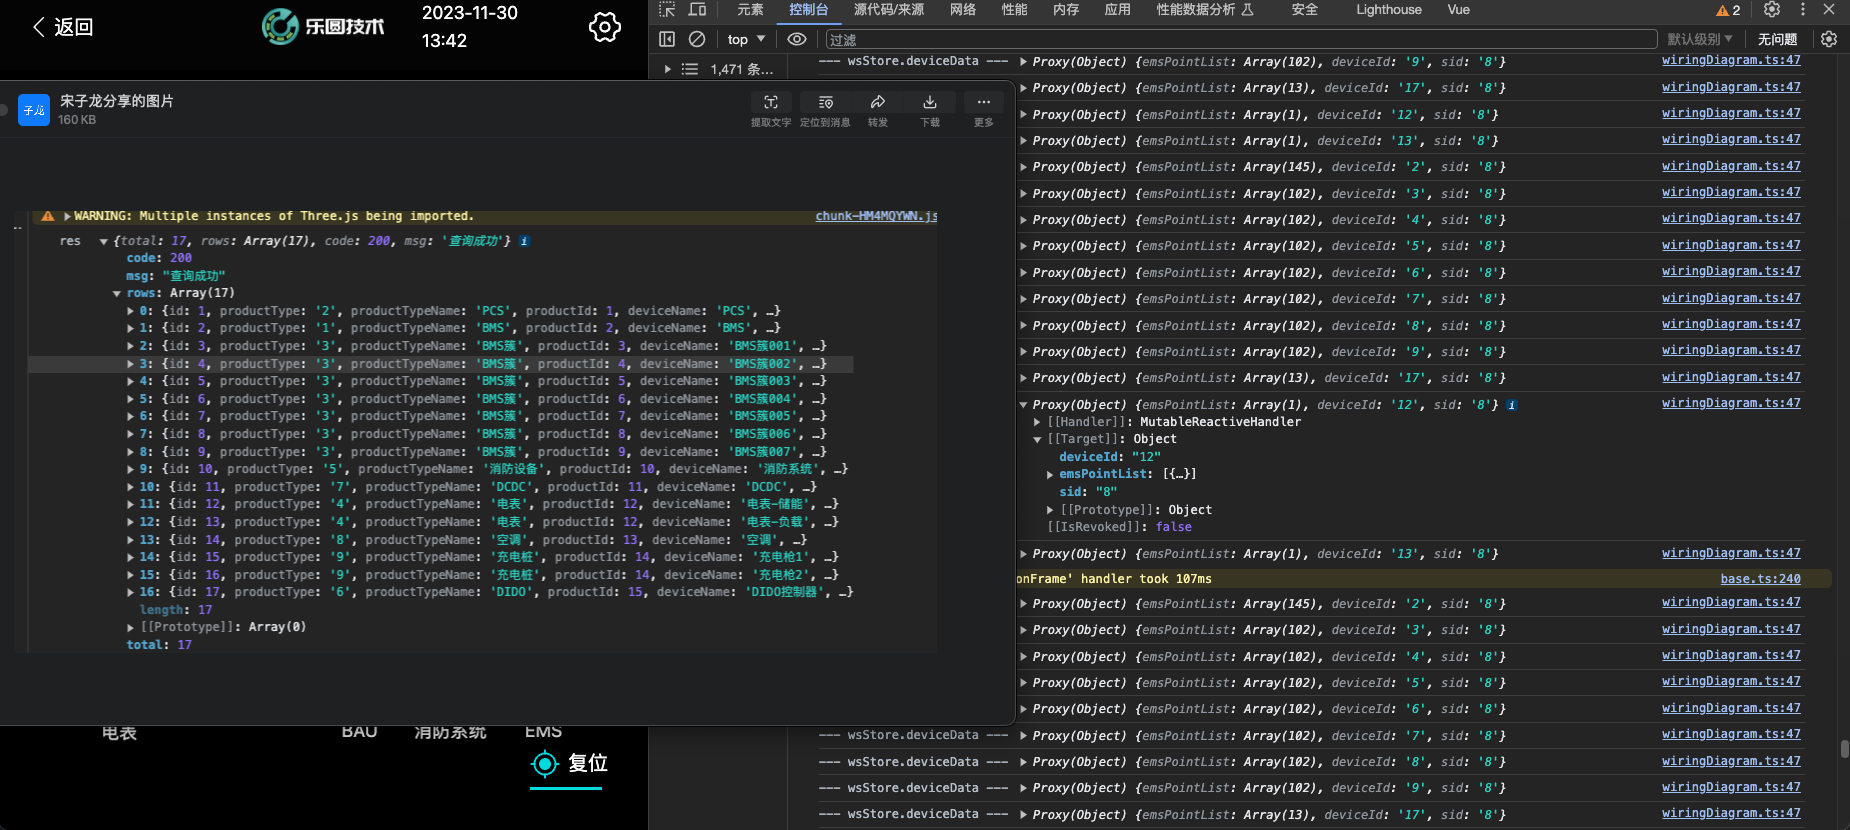 返回
乐圆技术
2023-11-30
13:42
元素 控制台 源代码/来源 网络 性能 内存 应用 性能数据分析 安全 Lighthouse Vue 2
top 过滤 默认级别 无问题
1,471 条…
子龙
宋子龙分享的图片
160 KB
提取文字 定位到消息 转发 下载 更多
WARNING: Multiple instances of Three.js being imported. chunk-HM4MQYWN.js
res {total: 17, rows: Array(17), code: 200, msg: '查询成功'}
code: 200
msg: "查询成功"
rows: Array(17)
0: {id: 1, productType: '2', productTypeName: 'PCS', productId: 1, deviceName: 'PCS', …}
1: {id: 2, productType: '1', productTypeName: 'BMS', productId: 2, deviceName: 'BMS', …}
2: {id: 3, productType: '3', productTypeName: 'BMS簇', productId: 3, deviceName: 'BMS簇001', …}
3: {id: 4, productType: '3', productTypeName: 'BMS簇', productId: 4, deviceName: 'BMS簇002', …}
4: {id: 5, productType: '3', productTypeName: 'BMS簇', productId: 5, deviceName: 'BMS簇003', …}
5: {id: 6, productType: '3', productTypeName: 'BMS簇', productId: 6, deviceName: 'BMS簇004', …}
6: {id: 7, productType: '3', productTypeName: 'BMS簇', productId: 7, deviceName: 'BMS簇005', …}
7: {id: 8, productType: '3', productTypeName: 'BMS簇', productId: 8, deviceName: 'BMS簇006', …}
8: {id: 9, productType: '3', productTypeName: 'BMS簇', productId: 9, deviceName: 'BMS簇007', …}
9: {id: 10, productType: '5', productTypeName: '消防设备', productId: 10, deviceName: '消防系统', …}
10: {id: 11, productType: '7', productTypeName: 'DCDC', productId: 11, deviceName: 'DCDC', …}
11: {id: 12, productType: '4', productTypeName: '电表', productId: 12, deviceName: '电表-储能', …}
12: {id: 13, productType: '4', productTypeName: '电表', productId: 12, deviceName: '电表-负载', …}
13: {id: 14, productType: '8', productTypeName: '空调', productId: 13, deviceName: '空调', …}
14: {id: 15, productType: '9', productTypeName: '充电桩', productId: 14, deviceName: '充电枪1', …}
15: {id: 16, productType: '9', productTypeName: '充电桩', productId: 14, deviceName: '充电枪2', …}
16: {id: 17, productType: '6', productTypeName: 'DIDO', productId: 15, deviceName: 'DIDO控制器', …}
length: 17
[[Prototype]]: Array(0)
total: 17
电表 BAU 消防系统 EMS
复位
--- wsStore.deviceData --- Proxy(Object) {emsPointList: Array(102), deviceId: '9', sid: '8'} wiringDiagram.ts:47
Proxy(Object) {emsPointList: Array(13), deviceId: '17', sid: '8'} wiringDiagram.ts:47
Proxy(Object) {emsPointList: Array(1), deviceId: '12', sid: '8'} wiringDiagram.ts:47
Proxy(Object) {emsPointList: Array(1), deviceId: '13', sid: '8'} wiringDiagram.ts:47
Proxy(Object) {emsPointList: Array(145), deviceId: '2', sid: '8'} wiringDiagram.ts:47
Proxy(Object) {emsPointList: Array(102), deviceId: '3', sid: '8'} wiringDiagram.ts:47
Proxy(Object) {emsPointList: Array(102), deviceId: '4', sid: '8'} wiringDiagram.ts:47
Proxy(Object) {emsPointList: Array(102), deviceId: '5', sid: '8'} wiringDiagram.ts:47
Proxy(Object) {emsPointList: Array(102), deviceId: '6', sid: '8'} wiringDiagram.ts:47
Proxy(Object) {emsPointList: Array(102), deviceId: '7', sid: '8'} wiringDiagram.ts:47
Proxy(Object) {emsPointList: Array(102), deviceId: '8', sid: '8'} wiringDiagram.ts:47
Proxy(Object) {emsPointList: Array(102), deviceId: '9', sid: '8'} wiringDiagram.ts:47
Proxy(Object) {emsPointList: Array(13), deviceId: '17', sid: '8'} wiringDiagram.ts:47
Proxy(Object) {emsPointList: Array(1), deviceId: '12', sid: '8'} wiringDiagram.ts:47
[[Handler]]: MutableReactiveHandler
[[Target]]: Object
deviceId: "12"
emsPointList: [{…}]
sid: "8"
[[Prototype]]: Object
[[IsRevoked]]: false
Proxy(Object) {emsPointList: Array(1), deviceId: '13', sid: '8'} wiringDiagram.ts:47
onFrame' handler took 107ms base.ts:240
Proxy(Object) {emsPointList: Array(145), deviceId: '2', sid: '8'} wiringDiagram.ts:47
Proxy(Object) {emsPointList: Array(102), deviceId: '3', sid: '8'} wiringDiagram.ts:47
Proxy(Object) {emsPointList: Array(102), deviceId: '4', sid: '8'} wiringDiagram.ts:47
Proxy(Object) {emsPointList: Array(102), deviceId: '5', sid: '8'} wiringDiagram.ts:47
Proxy(Object) {emsPointList: Array(102), deviceId: '6', sid: '8'} wiringDiagram.ts:47
--- wsStore.deviceData --- Proxy(Object) {emsPointList: Array(102), deviceId: '7', sid: '8'} wiringDiagram.ts:47
--- wsStore.deviceData --- Proxy(Object) {emsPointList: Array(102), deviceId: '8', sid: '8'} wiringDiagram.ts:47
--- wsStore.deviceData --- Proxy(Object) {emsPointList: Array(102), deviceId: '9', sid: '8'} wiringDiagram.ts:47
--- wsStore.deviceData --- Proxy(Object) {emsPointList: Array(13), deviceId: '17', sid: '8'} wiringDiagram.ts:47